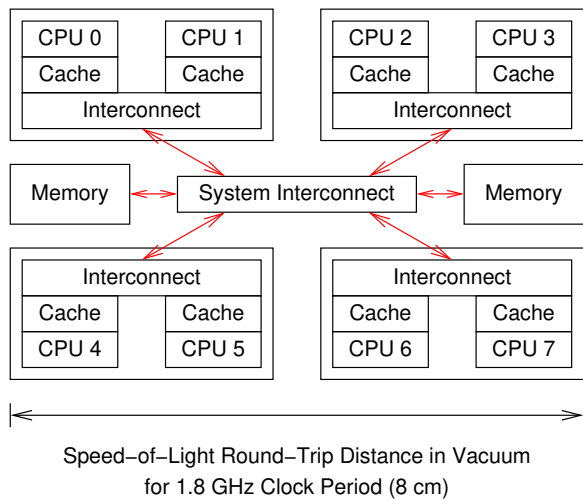 CPU 0
CPU 1
CPU 2
CPU 3
Cache
Cache
Cache
Cache
Interconnect
Interconnect
Memory
System Interconnect
Memory
Interconnect
Interconnect
Cache
Cache
Cache
Cache
CPU 4
CPU 5
CPU 6
CPU 7
Speed−of−Light Round−Trip Distance in Vacuum
for 1.8 GHz Clock Period (8 cm)